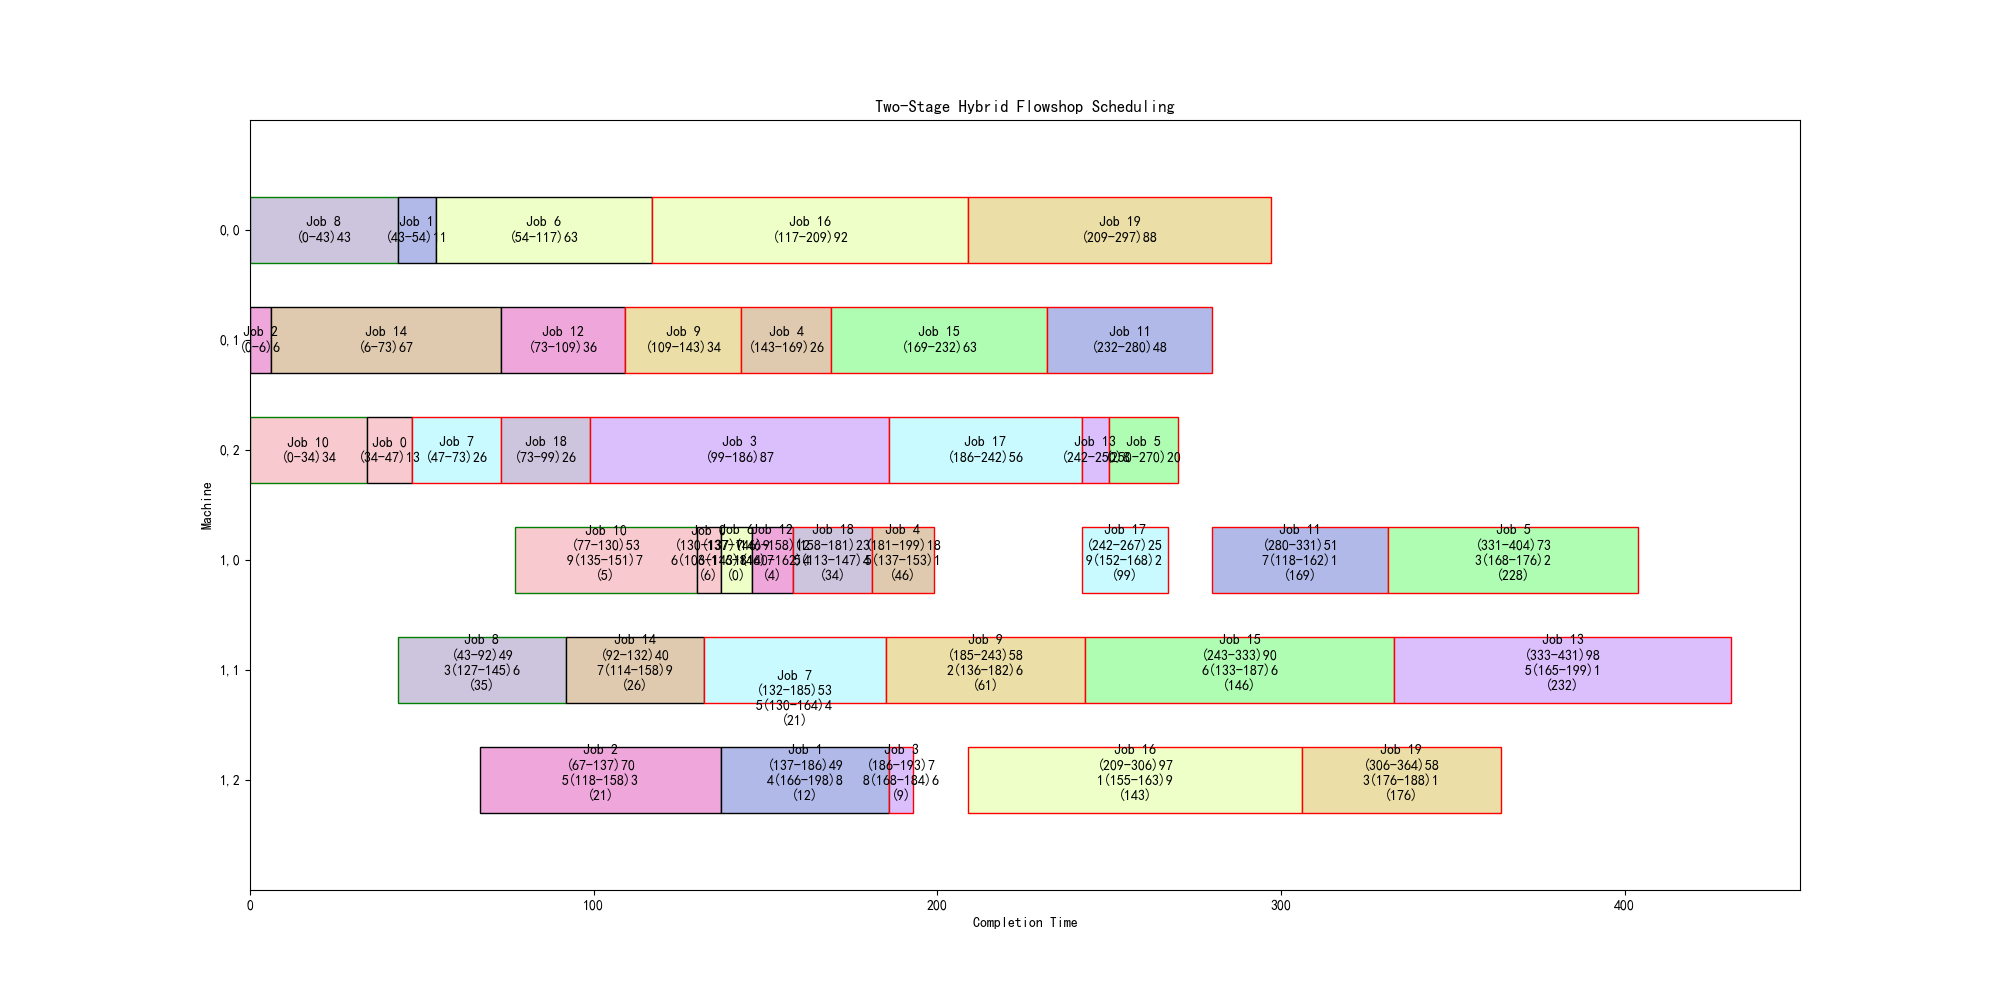 Two-Stage Hybrid Flowshop Scheduling
Machine
0,0
Job 8
(0-43)43
Job 1
(43-54)11
Job 6
(54-117)63
Job 16
(117-209)92
Job 19
(209-297)88
0,1
Job 2
(0-6)6
Job 14
(6-73)67
Job 12
(73-109)36
Job 9
(109-143)34
Job 4
(143-169)26
Job 15
(169-232)63
Job 11
(232-280)48
0,2
Job 10
(0-34)34
Job 0
(34-47)13
Job 7
(47-73)26
Job 18
(73-99)26
Job 3
(99-186)87
Job 17
(186-242)56
Job 13
(242-250)8
Job 5
(250-270)20
1,0
Job 10
(77-130)53
9(135-151)7
(5)
Job 0
(130-137)7
(6)
Job 6
(137-146)9
(0)
Job 12
(146-158)12
(4)
Job 18
(158-181)23
5(113-147)4
(34)
Job 4
(181-199)18
5(137-153)1
(46)
Job 17
(242-267)25
9(152-168)2
(99)
Job 11
(280-331)51
7(118-162)1
(169)
Job 5
(331-404)73
3(168-176)2
(228)
1,1
Job 8
(43-92)49
3(127-145)6
(35)
Job 14
(92-132)40
7(114-158)9
(26)
Job 7
(132-185)53
5(130-164)4
(21)
Job 9
(185-243)58
2(136-182)6
(61)
Job 15
(243-333)90
6(133-187)6
(146)
Job 13
(333-431)98
5(165-199)1
(232)
1,2
Job 2
(67-137)70
5(118-158)3
(21)
Job 1
(137-186)49
4(166-198)8
(12)
Job 3
(186-193)7
8(168-184)6
(9)
Job 16
(209-306)97
1(155-163)9
(143)
Job 19
(306-364)58
3(176-188)1
(176)
0
100
200
300
400
Completion Time